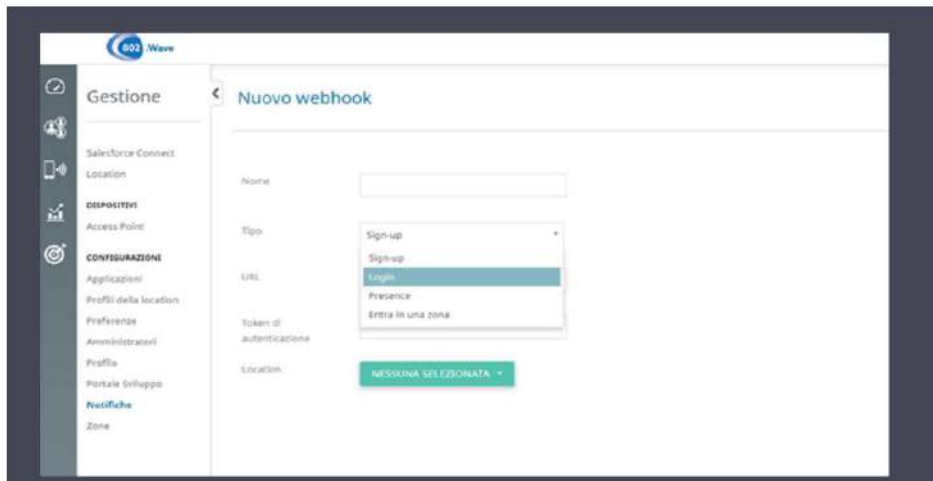 802 .Wave
Gestione
Nuovo webhook
Salesforce Connect
Location
DISPOSITIVI
Access Point
CONFIGURAZIONE
Applicazioni
Profili della location
Preferenze
Amministratori
Profilo
Portale Sviluppo
Notifiche
Zone
Nome
Tipo
Sign-up
Sign-up
Login
Presence
Entra in una zona
URL
Token di
autenticazione
Location
NESSUNA SELEZIONATA